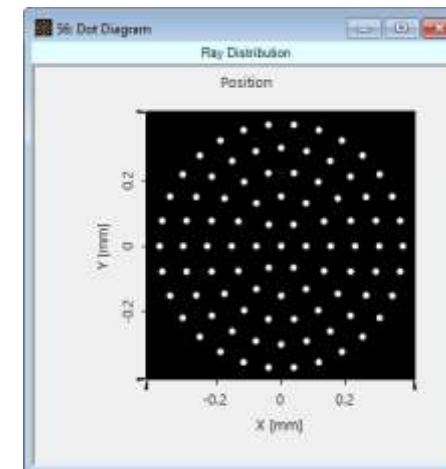 56: Dot Diagram
Ray Distribution
Position
0.2
0
-0.2
Y [mm]
-0.2 0 0.2
X [mm]